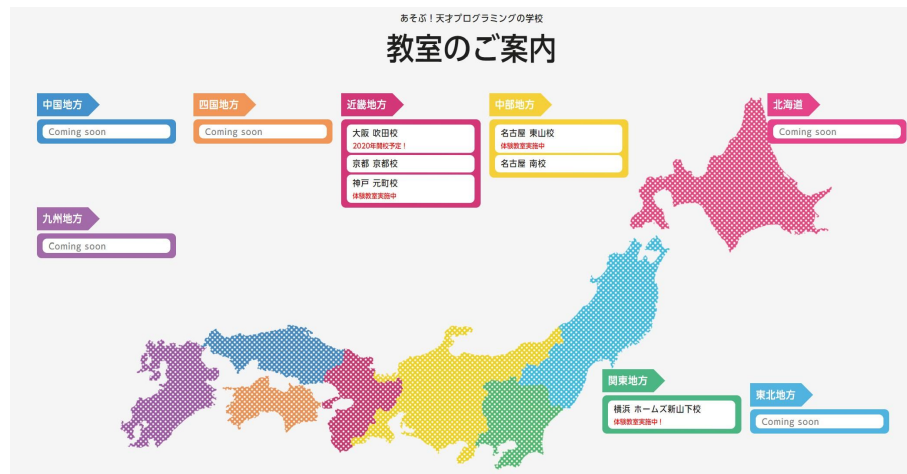 あそぶ！天才プログラミングの学校
教室のご案内
中国地方
Coming soon
四国地方
Coming soon
近畿地方
大阪 吹田校
2020年開校予定！
京都 京都校
神戸 元町校
体験教室実施中
中部地方
名古屋 東山校
体験教室実施中
名古屋 南校
北海道
Coming soon
九州地方
Coming soon
関東地方
横浜 ホームズ新山下校
体験教室実施中！
東北地方
Coming soon